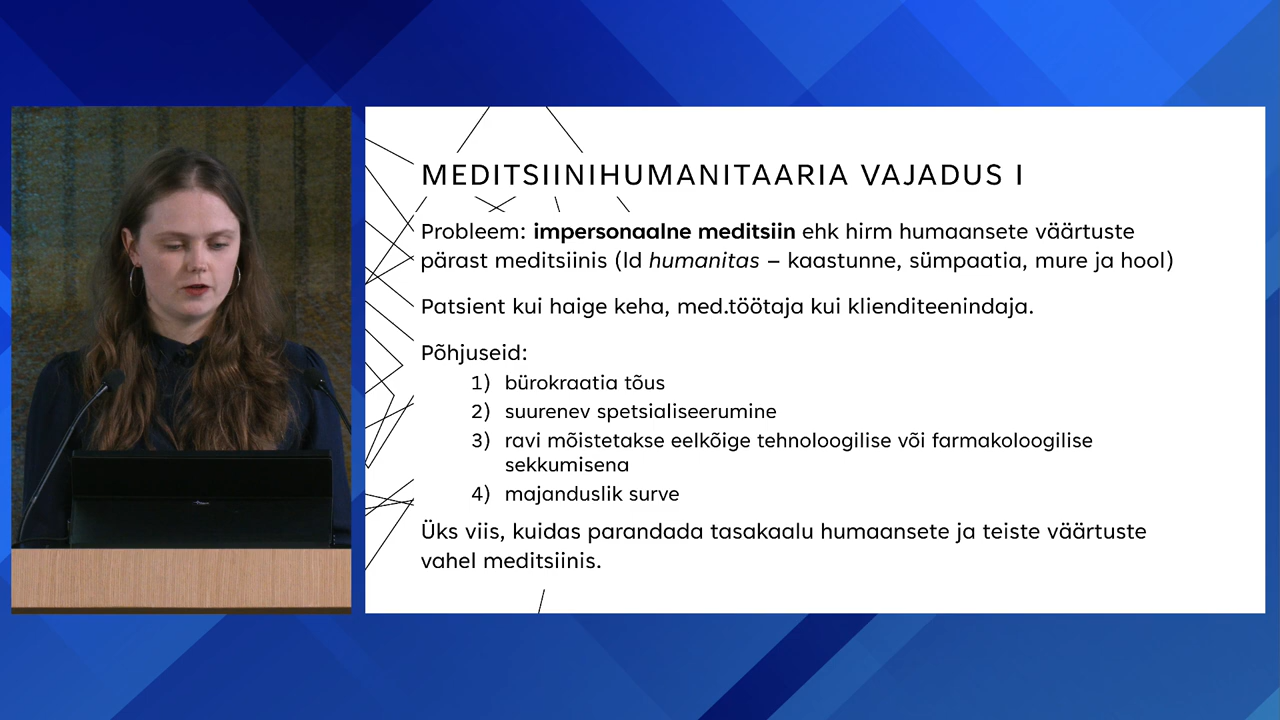 MEDITSIINIHUMANITAARIA VAJADUS I
Probleem: impersonaalne meditsiin ehk hirm humaansete väärtuste
pärast meditsiinis (ld humanitas – kaastunne, sümpaatia, mure ja hool)
Patsient kui haige keha, med.töötaja kui klienditeenindaja.
Põhjuseid:
1) bürokraatia tõus
2) suurenev spetsialiseerumine
3) ravi mõistetakse eelkõige tehnoloogilise või farmakoloogilise
sekkumisena
4) majanduslik surve
Üks viis, kuidas parandada tasakaalu humaansete ja teiste väärtuste
vahel meditsiinis.